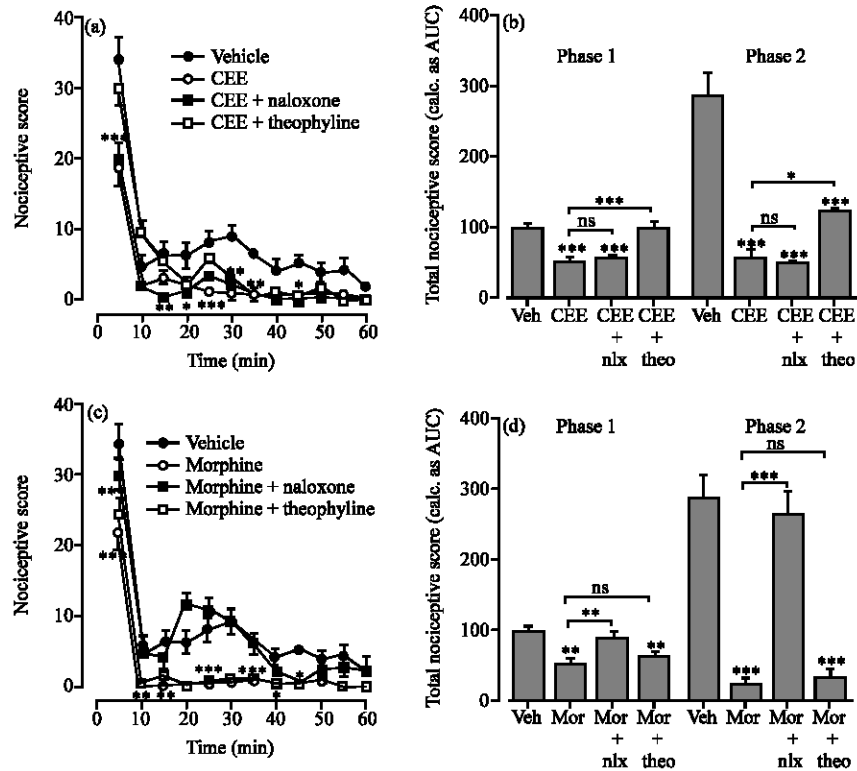 (a)
Nociceptive score
40
30
20
10
0
Vehicle
CEE
CEE + naloxone
CEE + theophyline
***
**
*
***
**
**
*
0 10 20 30 40 50 60
Time (min)
(b)
Total nociceptive score (calc. as AUC)
400
300
200
100
0
Phase 1 Phase 2
***
ns
*** ***
*
ns
*** *** ***
Veh CEE CEE CEE Veh CEE CEE CEE
+ + + +
nlx theo nlx theo
(c)
Nociceptive score
40
30
20
10
0
Vehicle
Morphine
Morphine + naloxone
Morphine + theophyline
***
***
** ** *** *** * *
0 10 20 30 40 50 60
Time (min)
(d)
Total nociceptive score (calc. as AUC)
400
300
200
100
0
Phase 1 Phase 2
ns
**
** **
ns
***
*** ***
Veh Mor Mor Mor Veh Mor Mor Mor
+ + + +
nlx theo nlx theo